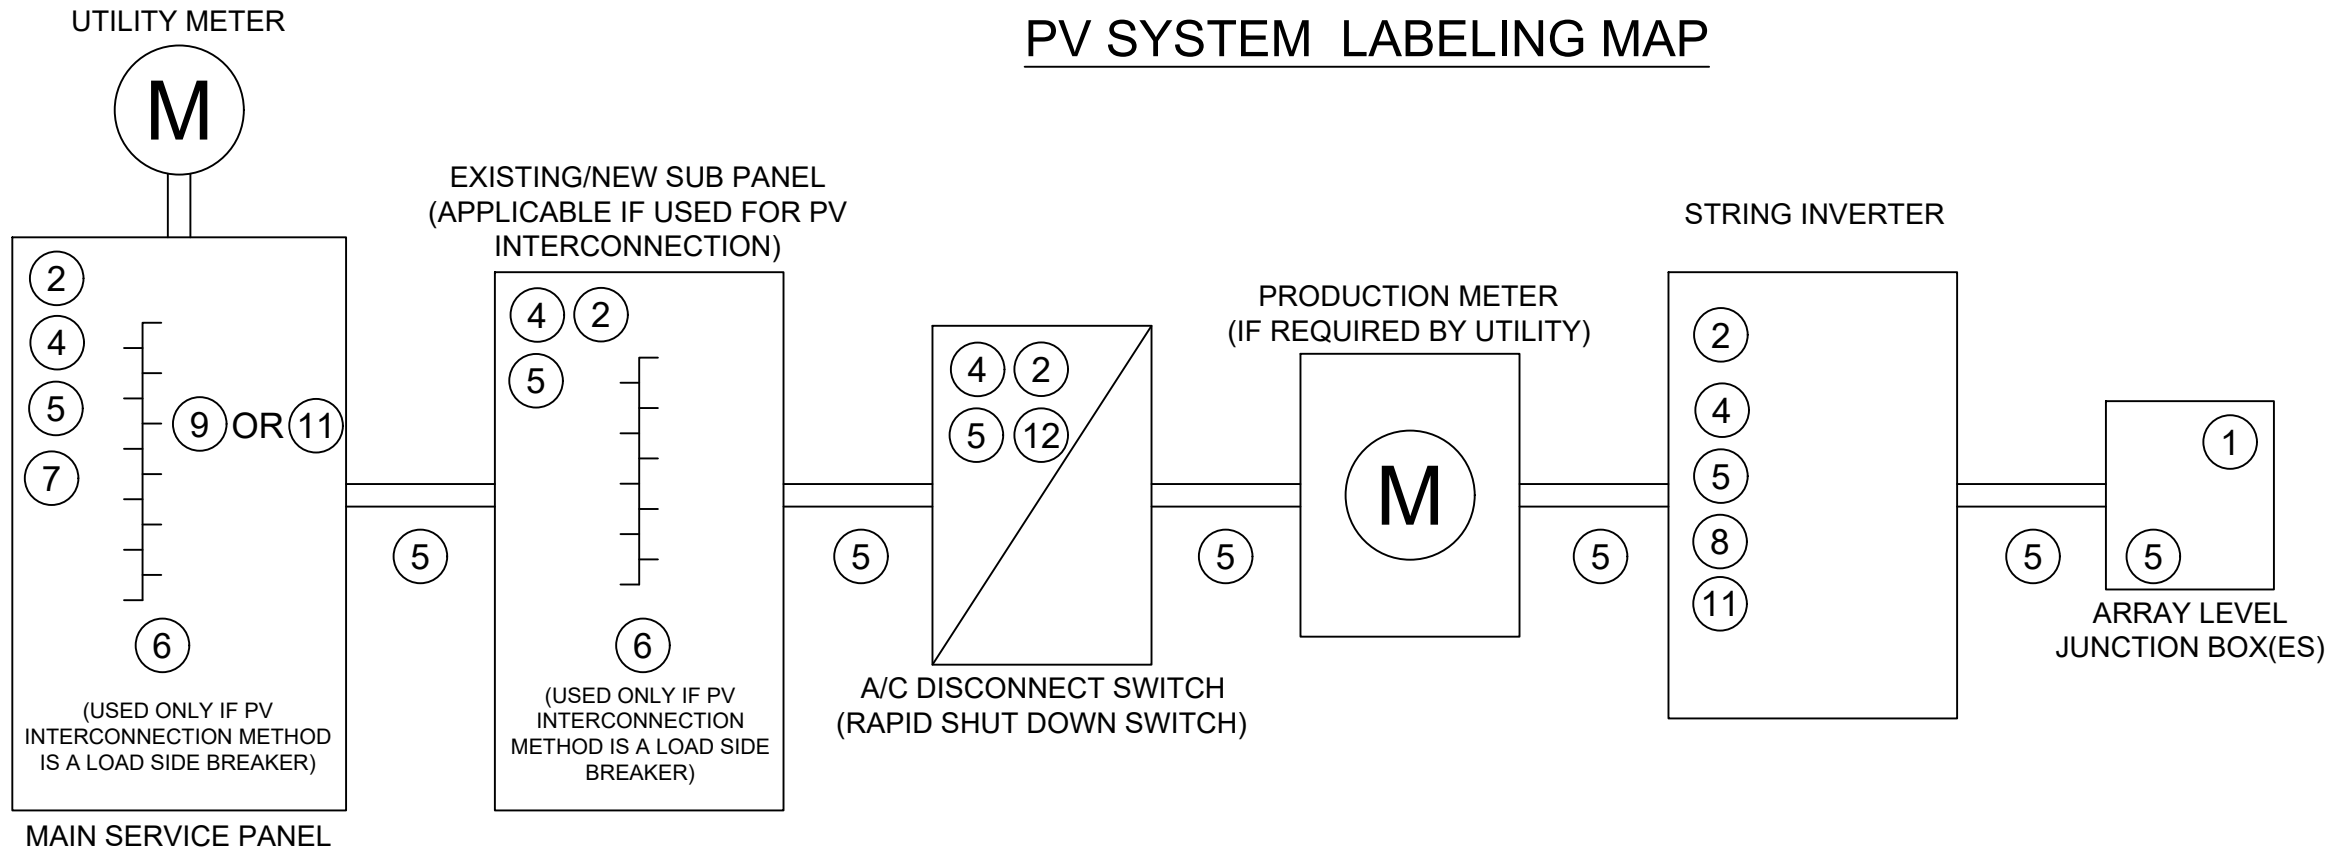 UTILITY METER
M
PV SYSTEM LABELING MAP
2
4
5
7
9 OR 11
6
(USED ONLY IF PV
INTERCONNECTION METHOD
IS A LOAD SIDE BREAKER)
MAIN SERVICE PANEL
5
EXISTING/NEW SUB PANEL
(APPLICABLE IF USED FOR PV
INTERCONNECTION)
4 2
5
6
(USED ONLY IF PV
INTERCONNECTION
METHOD IS A LOAD SIDE
BREAKER)
5
4 2
5 12
A/C DISCONNECT SWITCH
(RAPID SHUT DOWN SWITCH)
5
PRODUCTION METER
(IF REQUIRED BY UTILITY)
M
5
STRING INVERTER
2
4
5
8
11
5
1
5
ARRAY LEVEL
JUNCTION BOX(ES)